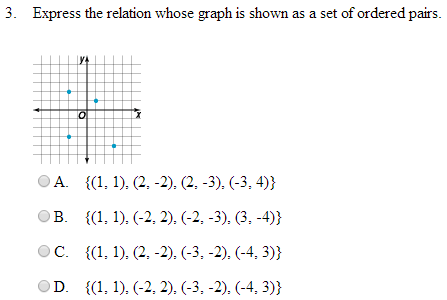 3. Express the relation whose graph is shown as a set of ordered pairs.
y
O
x
A. {(1, 1), (2, -2), (2, -3), (-3, 4)}
B. {(1, 1), (-2, 2), (-2, -3), (3, -4)}
C. {(1, 1), (2, -2), (-3, -2), (-4, 3)}
D. {(1, 1), (-2, 2), (-3, -2), (-4, 3)}